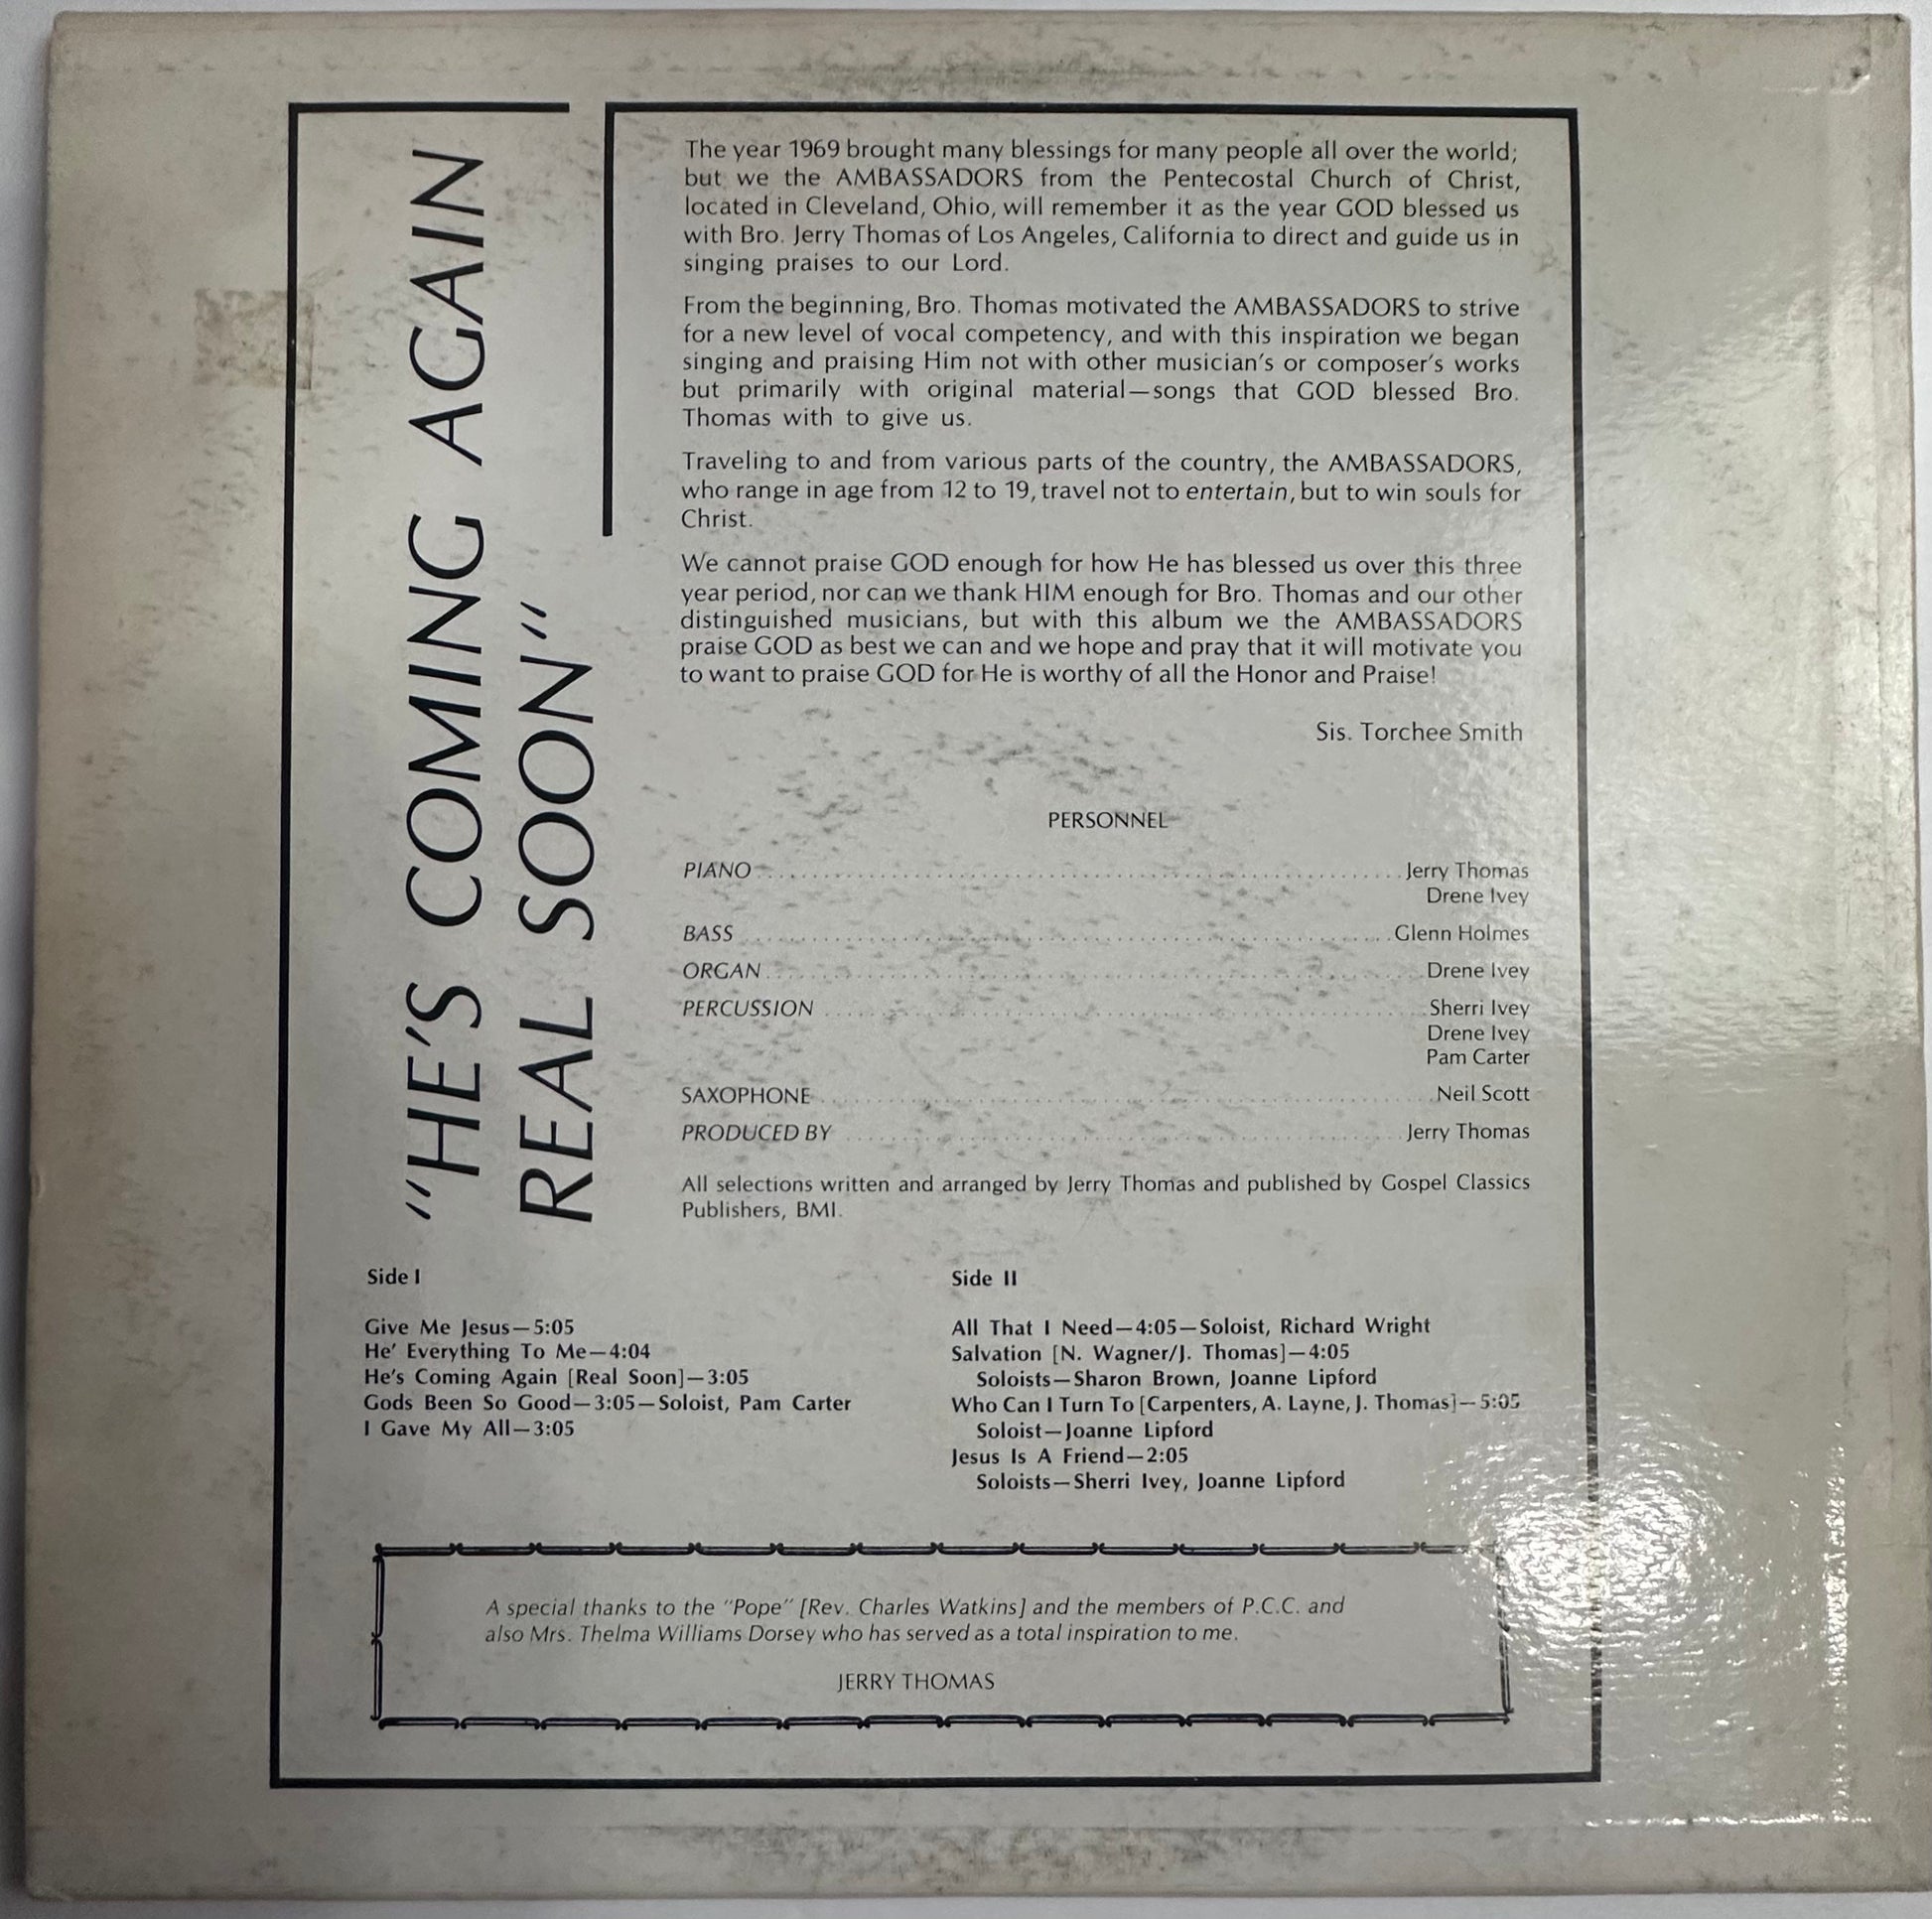 "HE'S COMING AGAIN
REAL SOON"
The year 1969 brought many blessings for many people all over the world;
but we the AMBASSADORS from the Pentecostal Church of Christ,
located in Cleveland, Ohio, will remember it as the year GOD blessed us
with Bro. Jerry Thomas of Los Angeles, California to direct and guide us in
singing praises to our Lord.
From the beginning, Bro. Thomas motivated the AMBASSADORS to strive
for a new level of vocal competency, and with this inspiration we began
singing and praising Him not with other musician's or composer's works
but primarily with original material—songs that GOD blessed Bro.
Thomas with to give us.
Traveling to and from various parts of the country, the AMBASSADORS,
who range in age from 12 to 19, travel not to entertain, but to win souls for
Christ.
We cannot praise GOD enough for how He has blessed us over this three
year period, nor can we thank HIM enough for Bro. Thomas and our other
distinguished musicians, but with this album we the AMBASSADORS
praise GOD as best we can and we hope and pray that it will motivate you
to want to praise GOD for He is worthy of all the Honor and Praise!
Sis. Torchee Smith
PERSONNEL
PIANO Jerry Thomas
Drene Ivey
BASS Glenn Holmes
ORGAN Drene Ivey
PERCUSSION Sherri Ivey
Drene Ivey
Pam Carter
SAXOPHONE Neil Scott
PRODUCED BY Jerry Thomas
All selections written and arranged by Jerry Thomas and published by Gospel Classics
Publishers, BMI.
Side I
Give Me Jesus—5:05
He' Everything To Me—4:04
He's Coming Again [Real Soon]—3:05
Gods Been So Good—3:05—Soloist, Pam Carter
I Gave My All—3:05
Side II
All That I Need—4:05—Soloist, Richard Wright
Salvation [N. Wagner/J. Thomas]—4:05
Soloists—Sharon Brown, Joanne Lipford
Who Can I Turn To [Carpenters, A. Layne, J. Thomas]—5:05
Soloist—Joanne Lipford
Jesus Is A Friend—2:05
Soloists—Sherri Ivey, Joanne Lipford
A special thanks to the "Pope" [Rev. Charles Watkins] and the members of P.C.C. and
also Mrs. Thelma Williams Dorsey who has served as a total inspiration to me.
JERRY THOMAS